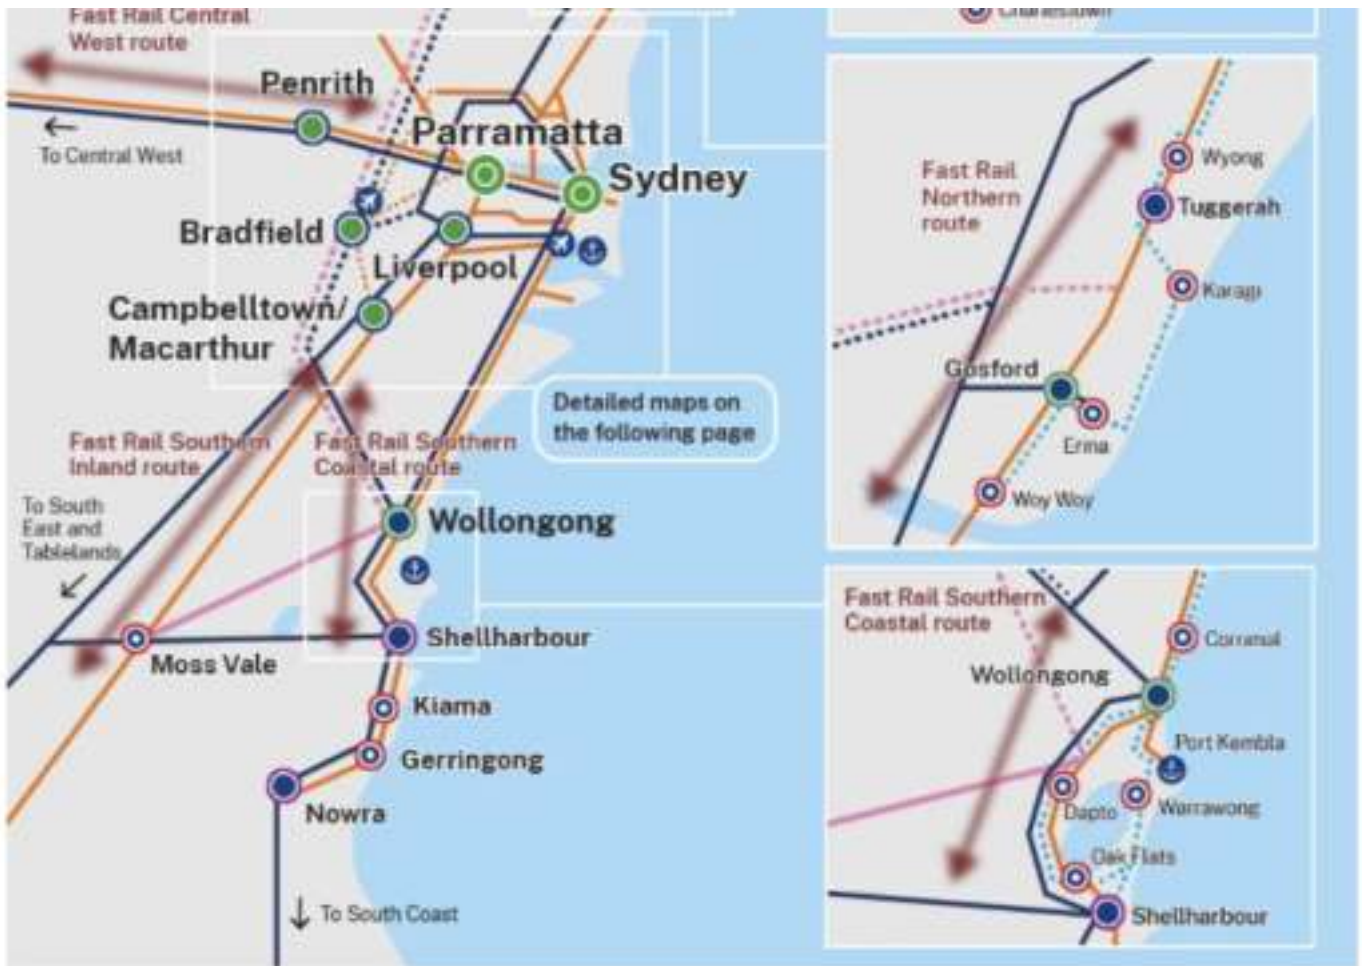 Fast Rail Central
West route
Penrith
To Central West
Parramatta
Sydney
Bradfield
Liverpool
Campbelltown/
Macarthur
Detailed maps on
the following page
Fast Rail Southern
Inland route
Fast Rail Southern
Coastal route
To South
East and
Tablelands
Wollongong
Moss Vale
Shellharbour
Kiama
Gerringong
Nowra
To South Coast
Charlestown
Fast Rail
Northern
route
Wyong
Tuggerah
Karagi
Gosford
Erina
Woy Woy
Fast Rail Southern
Coastal route
Corrimal
Wollongong
Port Kembla
Dapto
Warrawong
Oak Flats
Shellharbour